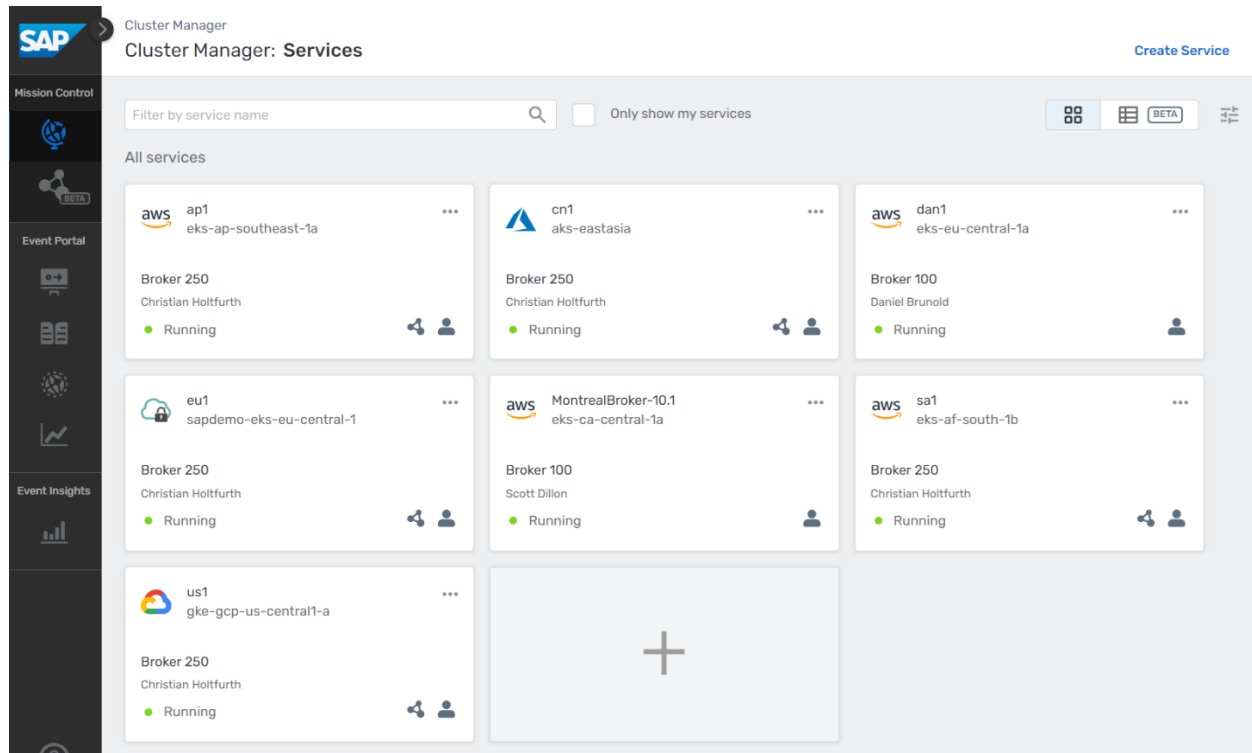 SAP
Cluster Manager
Cluster Manager: Services
Create Service
Mission Control
BETA
Event Portal
Event Insights
Filter by service name
Only show my services
BETA
All services
aws
ap1
eks-ap-southeast-1a
Broker 250
Christian Holtfurth
Running
cn1
aks-eastasia
Broker 250
Christian Holtfurth
Running
aws
dan1
eks-eu-central-1a
Broker 100
Daniel Brunold
Running
eu1
sapdemo-eks-eu-central-1
Broker 250
Christian Holtfurth
Running
aws
MontrealBroker-10.1
eks-ca-central-1a
Broker 100
Scott Dillon
Running
aws
sa1
eks-af-south-1b
Broker 250
Christian Holtfurth
Running
us1
gke-gcp-us-central1-a
Broker 250
Christian Holtfurth
Running